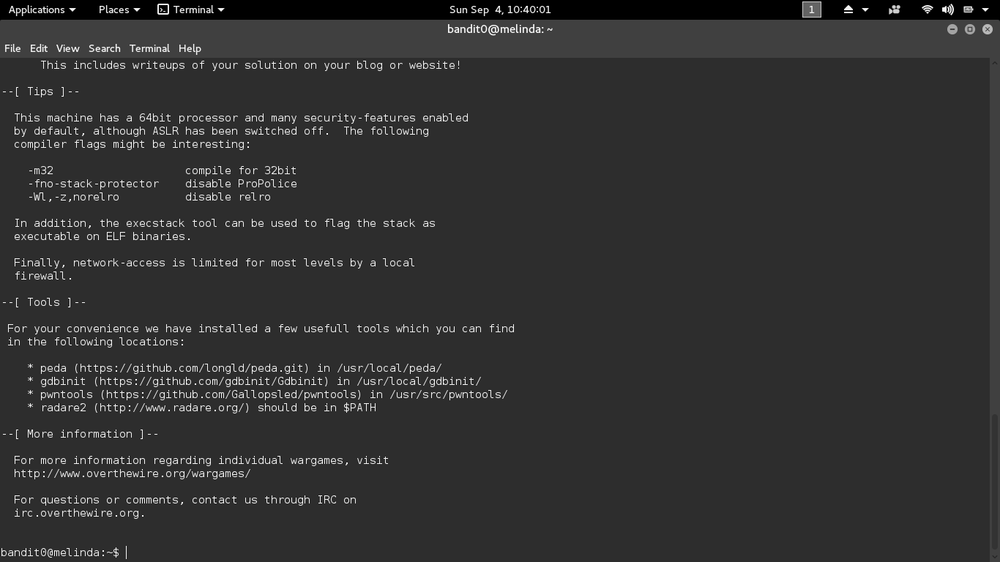 Applications Places Terminal Sun Sep 4, 10:40:01 1
bandit0@melinda: ~
File Edit View Search Terminal Help
This includes writeups of your solution on your blog or website!
--[ Tips ]--
This machine has a 64bit processor and many security-features enabled
by default, although ASLR has been switched off.  The following
compiler flags might be interesting:
-m32                    compile for 32bit
-fno-stack-protector    disable ProPolice
-Wl,-z,norelro          disable relro
In addition, the execstack tool can be used to flag the stack as
executable on ELF binaries.
Finally, network-access is limited for most levels by a local
firewall.
--[ Tools ]--
For your convenience we have installed a few usefull tools which you can find
in the following locations:
* peda (https://github.com/longld/peda.git) in /usr/local/peda/
* gdbinit (https://github.com/gdbinit/Gdbinit) in /usr/local/gdbinit/
* pwntools (https://github.com/Gallopsled/pwntools) in /usr/src/pwntools/
* radare2 (http://www.radare.org/) should be in $PATH
--[ More information ]--
For more information regarding individual wargames, visit
http://www.overthewire.org/wargames/
For questions or comments, contact us through IRC on
irc.overthewire.org.
bandit0@melinda:~$